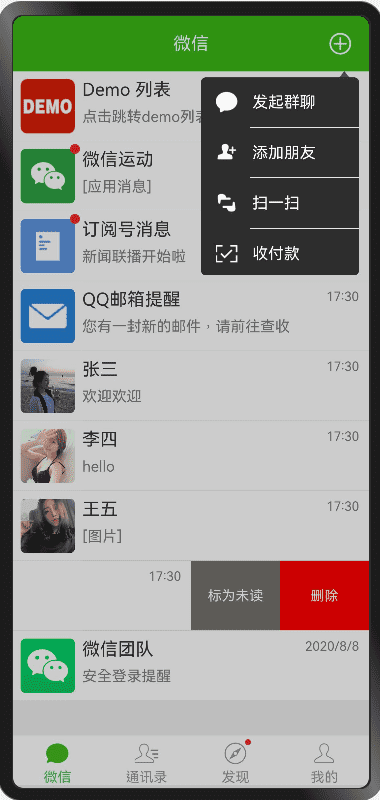 微信
Demo 列表
DEMO
点击跳转demo列表
发起群聊
添加朋友
扫一扫
收付款
微信运动
[应用消息]
订阅号消息
新闻联播开始啦
QQ邮箱提醒
17:30
您有一封新的邮件，请前往查收
张三
17:30
欢迎欢迎
李四
17:30
hello
王五
17:30
[图片]
17:30
标为未读
删除
微信团队
2020/8/8
安全登录提醒
微信
通讯录
发现
我的